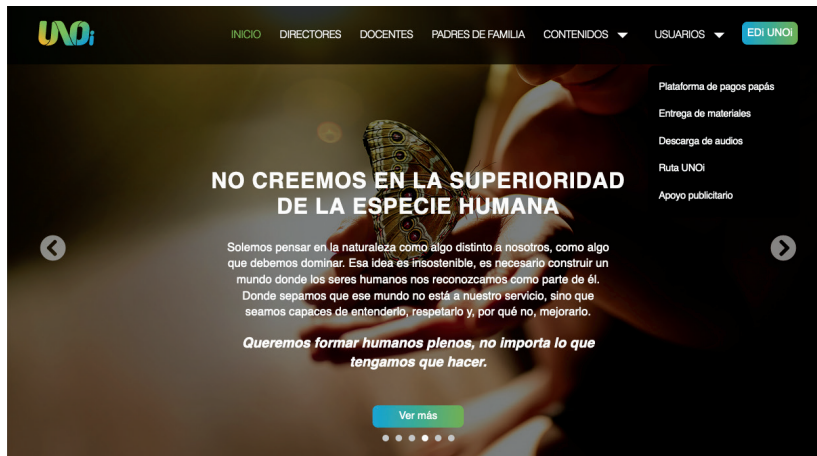 UNOi
INICIO DIRECTORES DOCENTES PADRES DE FAMILIA CONTENIDOS USUARIOS EDi UNOi
Plataforma de pagos papás
Entrega de materiales
Descarga de audios
Ruta UNOi
Apoyo publicitario
NO CREEMOS EN LA SUPERIORIDAD
DE LA ESPECIE HUMANA
Solemos pensar en la naturaleza como algo distinto a nosotros, como algo
que debemos dominar. Esa idea es insostenible, es necesario construir un
mundo donde los seres humanos nos reconozcamos como parte de él.
Donde sepamos que ese mundo no está a nuestro servicio, sino que
seamos capaces de entenderlo, respetarlo y, por qué no, mejorarlo.
Queremos formar humanos plenos, no importa lo que
tengamos que hacer.
Ver más